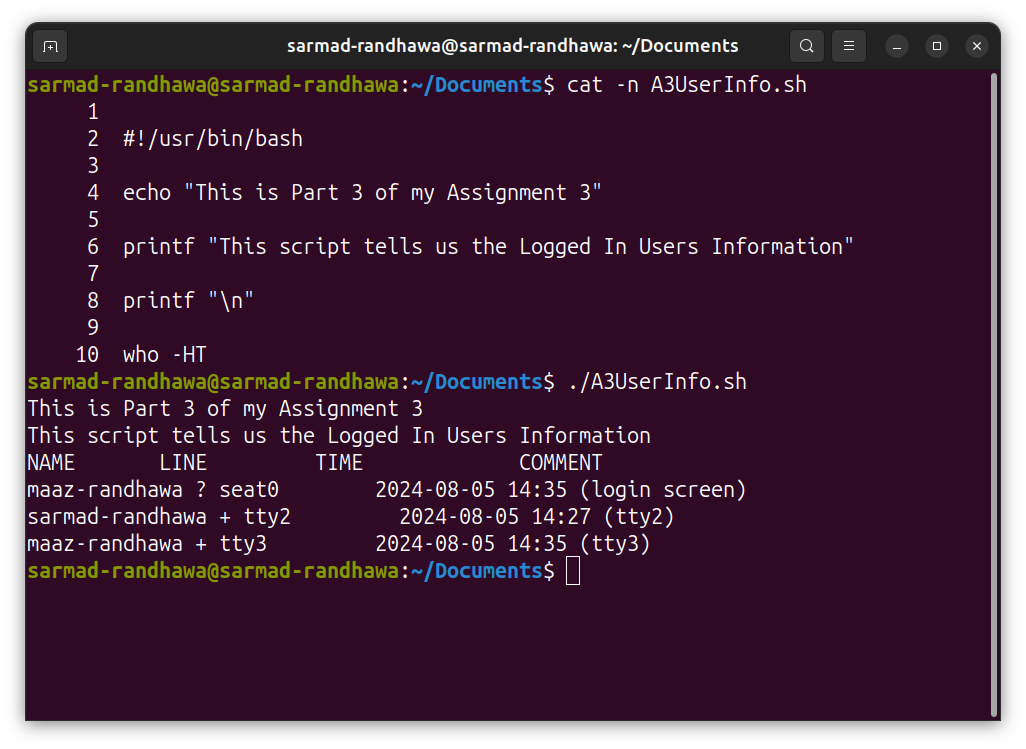 sarmad-randhawa@sarmad-randhawa: ~/Documents
sarmad-randhawa@sarmad-randhawa:~/Documents$ cat -n A3UserInfo.sh
     1
     2  #!/usr/bin/bash
     3
     4  echo "This is Part 3 of my Assignment 3"
     5
     6  printf "This script tells us the Logged In Users Information"
     7
     8  printf "\n"
     9
    10  who -HT
sarmad-randhawa@sarmad-randhawa:~/Documents$ ./A3UserInfo.sh
This is Part 3 of my Assignment 3
This script tells us the Logged In Users Information
NAME       LINE         TIME             COMMENT
maaz-randhawa ? seat0        2024-08-05 14:35 (login screen)
sarmad-randhawa + tty2         2024-08-05 14:27 (tty2)
maaz-randhawa + tty3         2024-08-05 14:35 (tty3)
sarmad-randhawa@sarmad-randhawa:~/Documents$